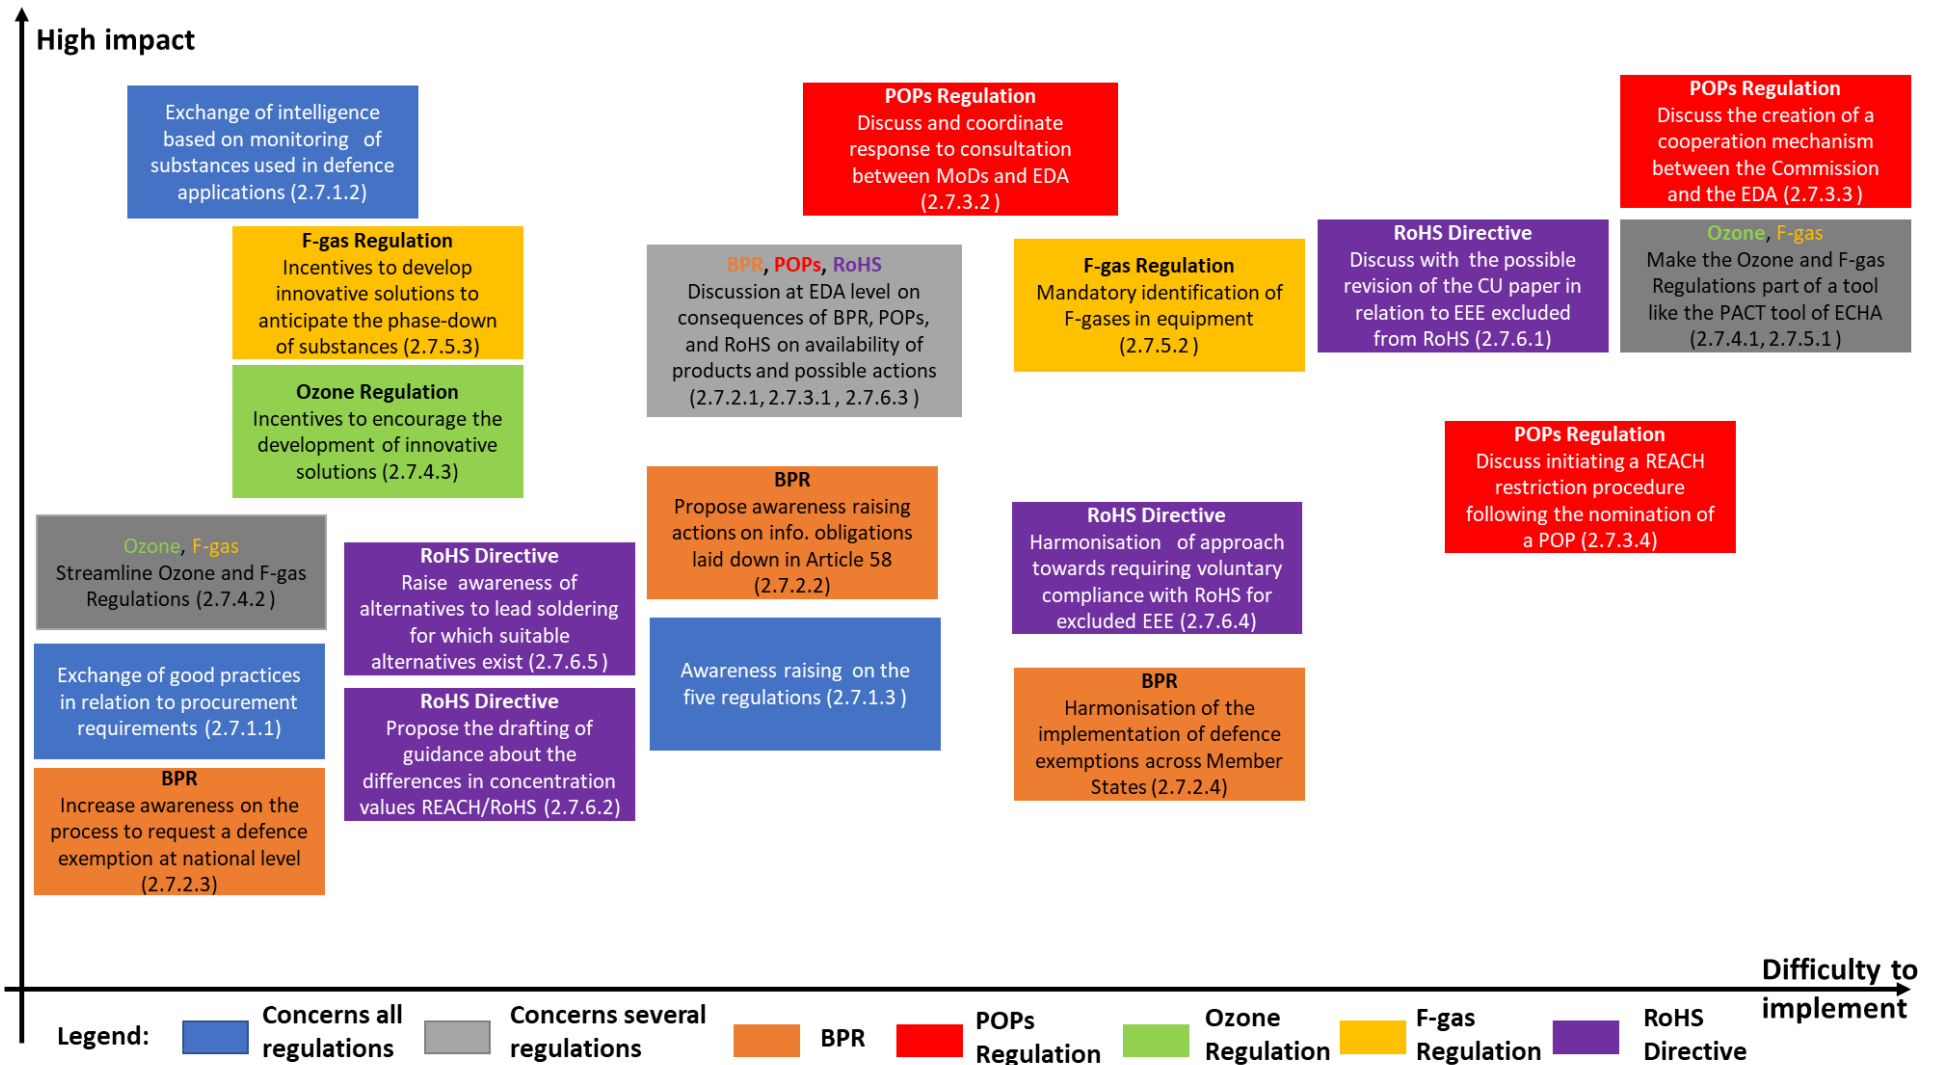 High impact
Exchange of intelligence
based on monitoring of
substances used in defence
applications (2.7.1.2)
POPs Regulation
Discuss and coordinate
response to consultation
between MoDs and EDA
(2.7.3.2)
POPs Regulation
Discuss the creation of a
cooperation mechanism
between the Commission
and the EDA (2.7.3.3)
F-gas Regulation
Incentives to develop
innovative solutions to
anticipate the phase-down
of substances (2.7.5.3)
BPR, POPs, RoHS
Discussion at EDA level on
consequences of BPR, POPs,
and RoHS on availability of
products and possible actions
(2.7.2.1, 2.7.3.1, 2.7.6.3)
F-gas Regulation
Mandatory identification of
F-gases in equipment
(2.7.5.2)
RoHS Directive
Discuss with the possible
revision of the CU paper in
relation to EEE excluded
from RoHS (2.7.6.1)
Ozone, F-gas
Make the Ozone and F-gas
Regulations part of a tool
like the PACT tool of ECHA
(2.7.4.1, 2.7.5.1)
Ozone Regulation
Incentives to encourage the
development of innovative
solutions (2.7.4.3)
BPR
Propose awareness raising
actions on info. obligations
laid down in Article 58
(2.7.2.2)
POPs Regulation
Discuss initiating a REACH
restriction procedure
following the nomination of
a POP (2.7.3.4)
Ozone, F-gas
Streamline Ozone and F-gas
Regulations (2.7.4.2)
RoHS Directive
Raise awareness of
alternatives to lead soldering
for which suitable
alternatives exist (2.7.6.5)
RoHS Directive
Harmonisation of approach
towards requiring voluntary
compliance with RoHS for
excluded EEE (2.7.6.4)
Exchange of good practices
in relation to procurement
requirements (2.7.1.1)
Awareness raising on the
five regulations (2.7.1.3)
RoHS Directive
Propose the drafting of
guidance about the
differences in concentration
values REACH/RoHS (2.7.6.2)
BPR
Harmonisation of the
implementation of defence
exemptions across Member
States (2.7.2.4)
BPR
Increase awareness on the
process to request a defence
exemption at national level
(2.7.2.3)
Difficulty to
implement
Legend:
Concerns all
regulations
Concerns several
regulations
BPR
POPs
Regulation
Ozone
Regulation
F-gas
Regulation
RoHS
Directive